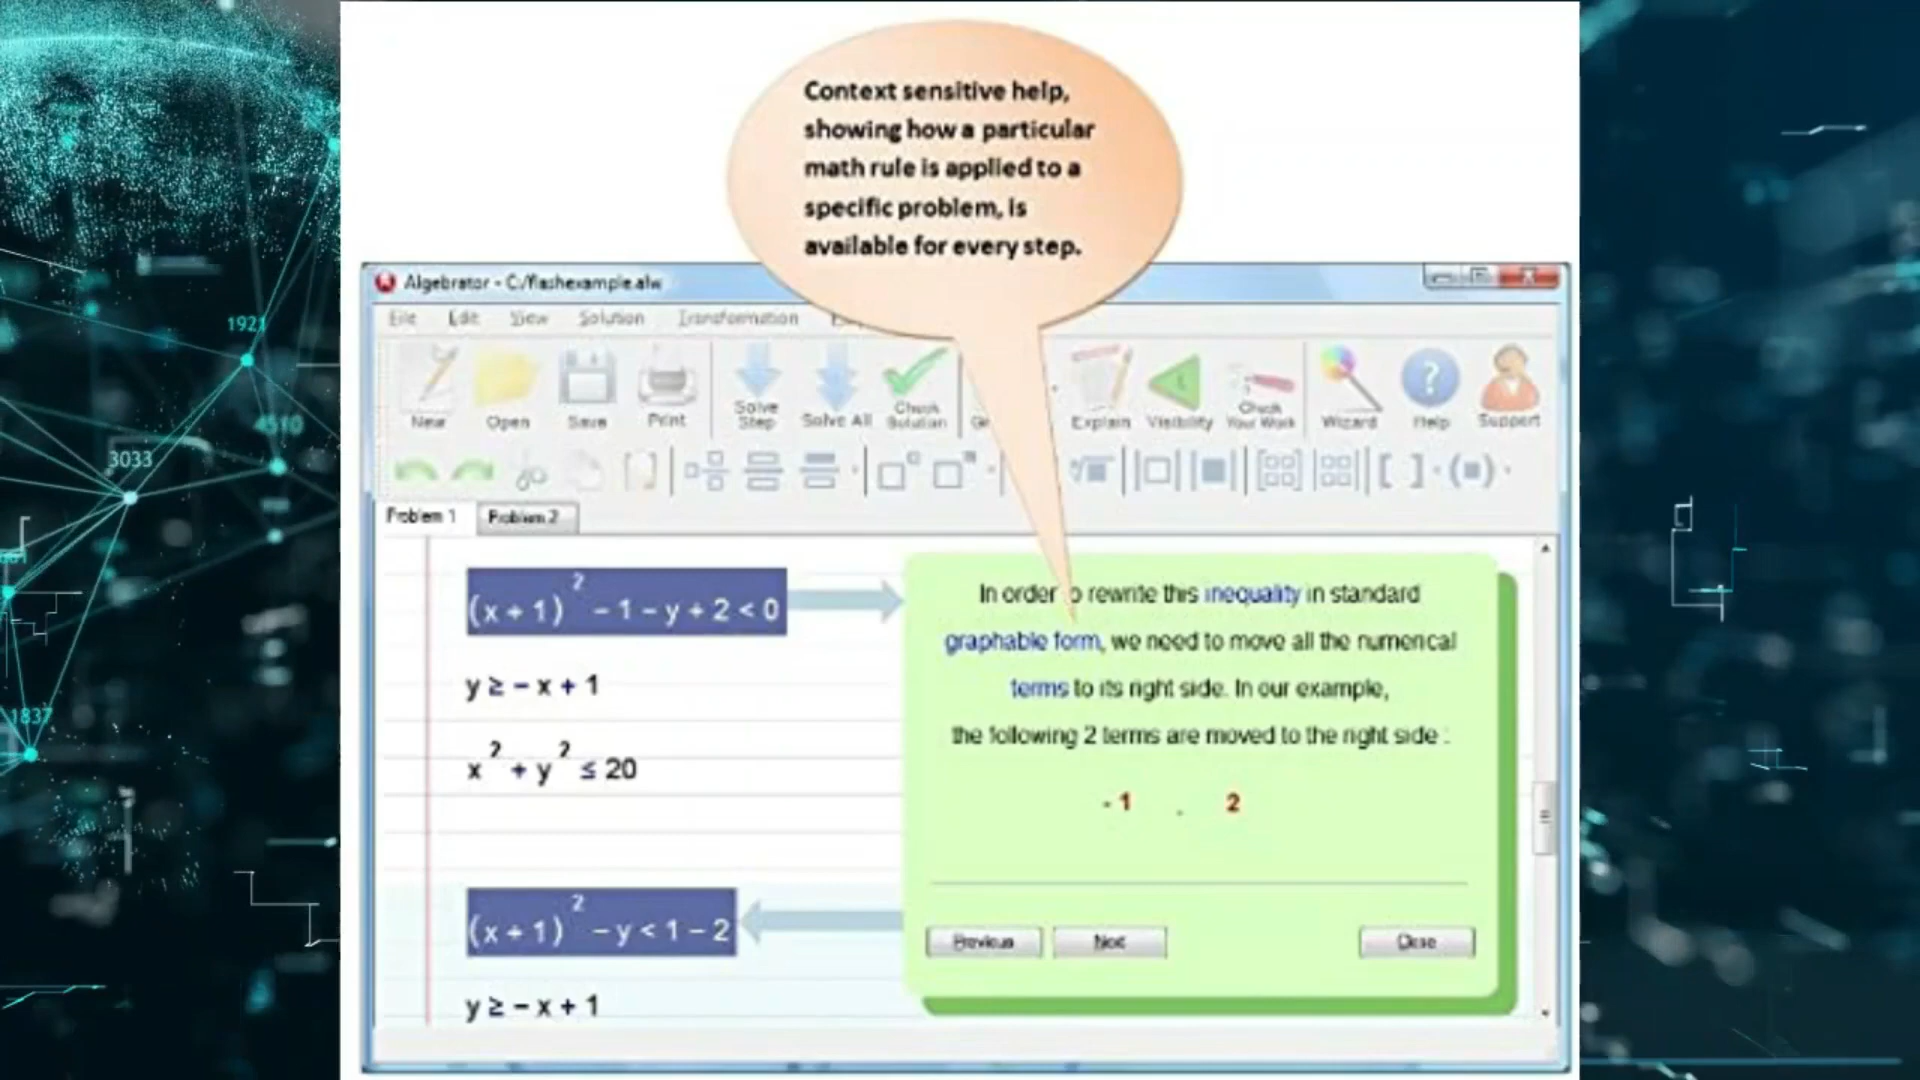 Context sensitive help,
showing how a particular
math rule is applied to a
specific problem, is
available for every step.
Algebrator - C:/flashexample.alw
File Edit View Solution Transformation
New Open Save Print Solve Step Solve All Check Solution Explain Visibility Check Your Work Wizard Help Support
Problem 1 Problem 2
(x + 1)² - 1 - y + 2 < 0
y ≥ - x + 1
x² + y² ≤ 20
(x + 1)² - y < 1 - 2
y ≥ - x + 1
In order to rewrite this inequality in standard
graphable form, we need to move all the numerical
terms to its right side. In our example,
the following 2 terms are moved to the right side :
- 1 , 2
Previous Next Close
1921
4510
3033
1837